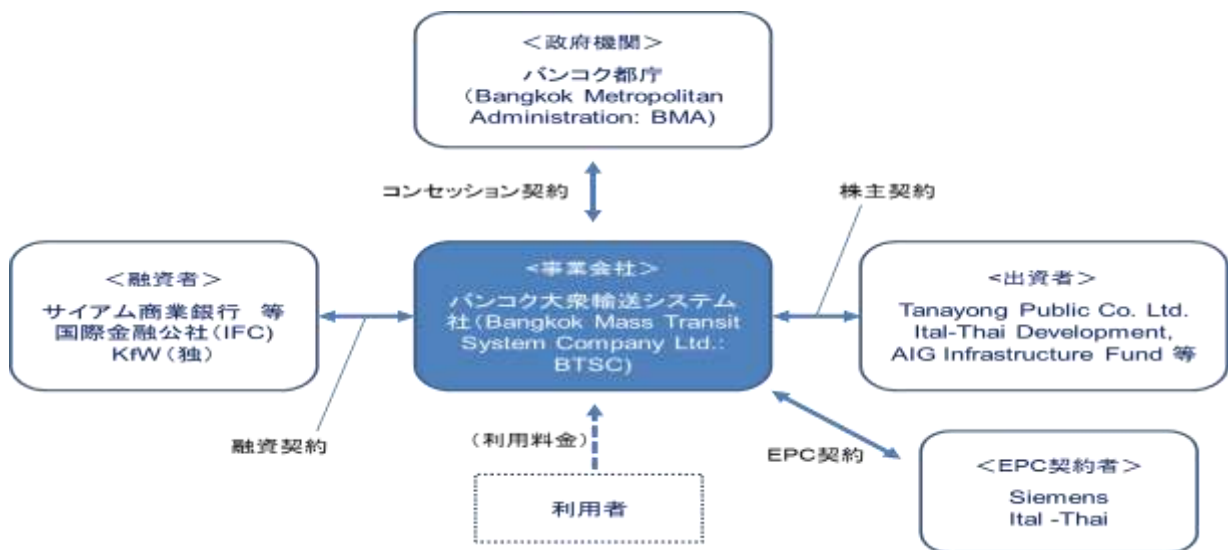 ＜政府機関＞
バンコク都庁
（Bangkok Metropolitan
Administration: BMA)
コンセッション契約
株主契約
＜融資者＞
サイアム商業銀行 等
国際金融公社（IFC)
KfW（独）
<事業会社＞
バンコク大衆輸送システム
社（Bangkok Mass Transit
System Company Ltd.:
BTSC)
<出資者＞
Tanayong Public Co. Ltd.
Ital-Thai Development,
AIG Infrastructure Fund 等
融資契約
（利用料金）
EPC契約
利用者
＜EPC契約者＞
Siemens
Ital -Thai